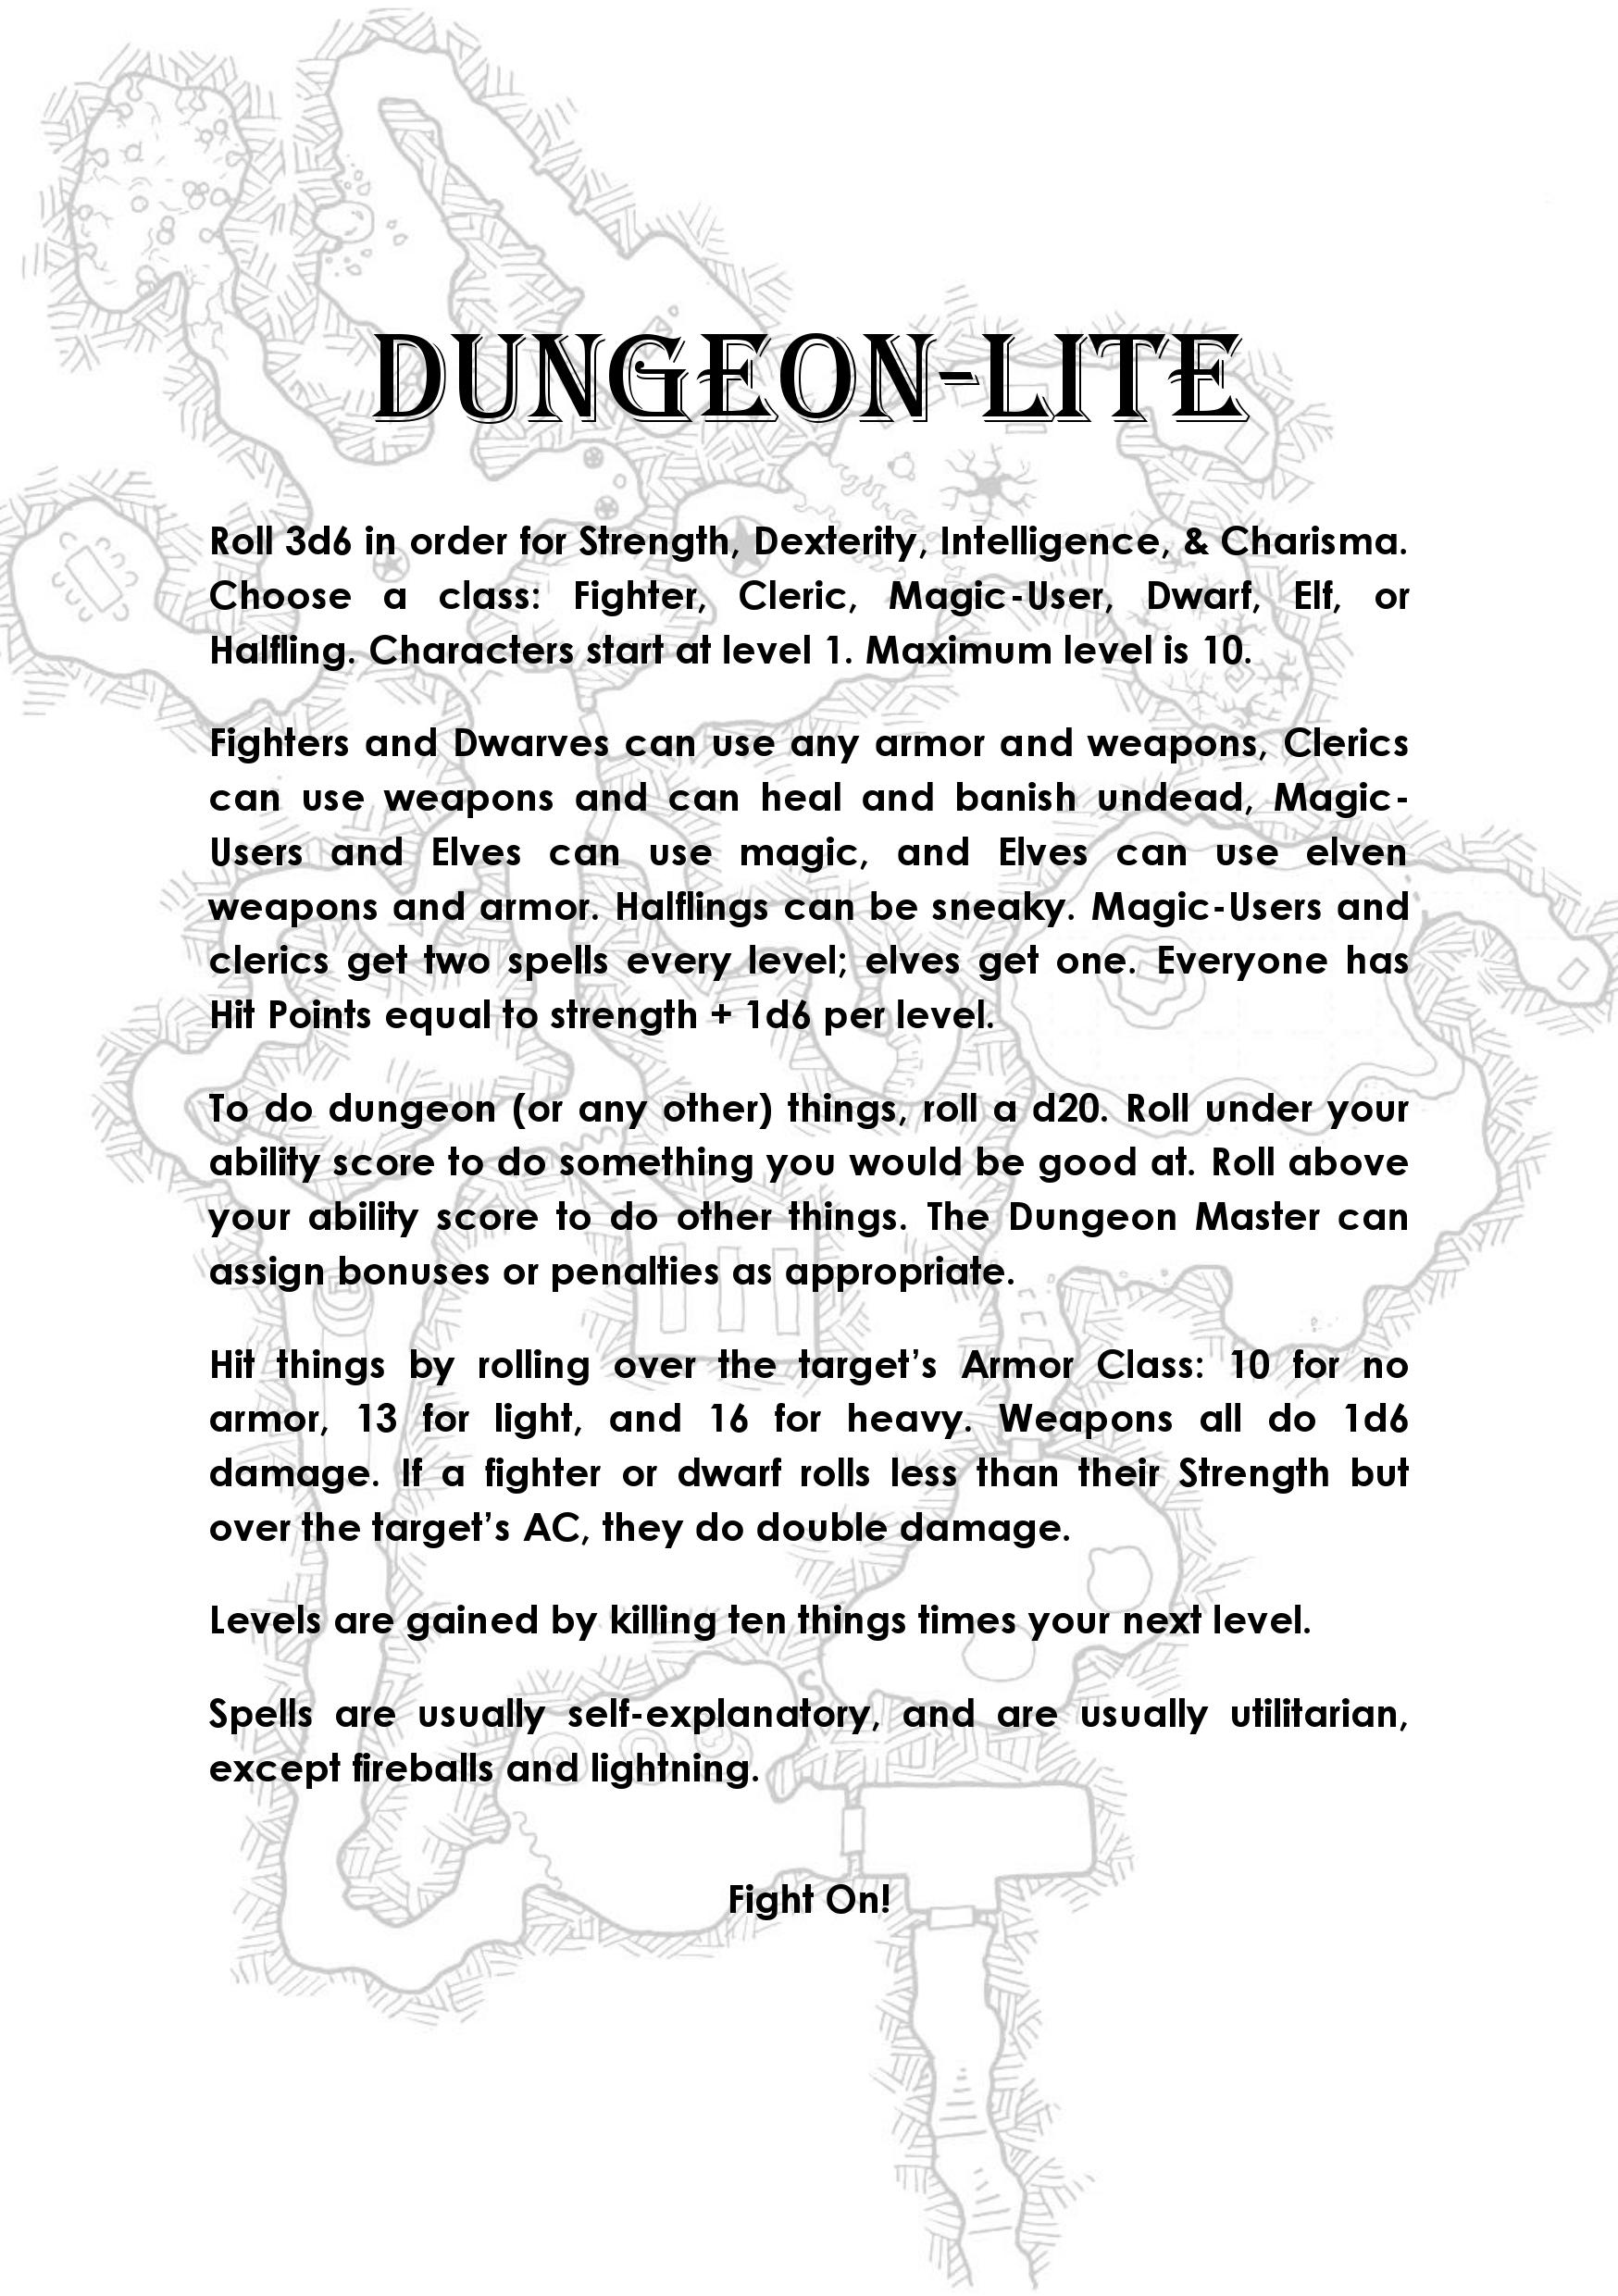 DUNGEON-LITE
Roll 3d6 in order for Strength, Dexterity, Intelligence, & Charisma.
Choose a class: Fighter, Cleric, Magic-User, Dwarf, Elf, or
Halfling. Characters start at level 1. Maximum level is 10.
Fighters and Dwarves can use any armor and weapons, Clerics
can use weapons and can heal and banish undead, Magic-
Users and Elves can use magic, and Elves can use elven
weapons and armor. Halflings can be sneaky. Magic-Users and
clerics get two spells every level; elves get one. Everyone has
Hit Points equal to strength + 1d6 per level.
To do dungeon (or any other) things, roll a d20. Roll under your
ability score to do something you would be good at. Roll above
your ability score to do other things. The Dungeon Master can
assign bonuses or penalties as appropriate.
Hit things by rolling over the target’s Armor Class: 10 for no
armor, 13 for light, and 16 for heavy. Weapons all do 1d6
damage. If a fighter or dwarf rolls less than their Strength but
over the target’s AC, they do double damage.
Levels are gained by killing ten things times your next level.
Spells are usually self-explanatory, and are usually utilitarian,
except fireballs and lightning.
Fight On!